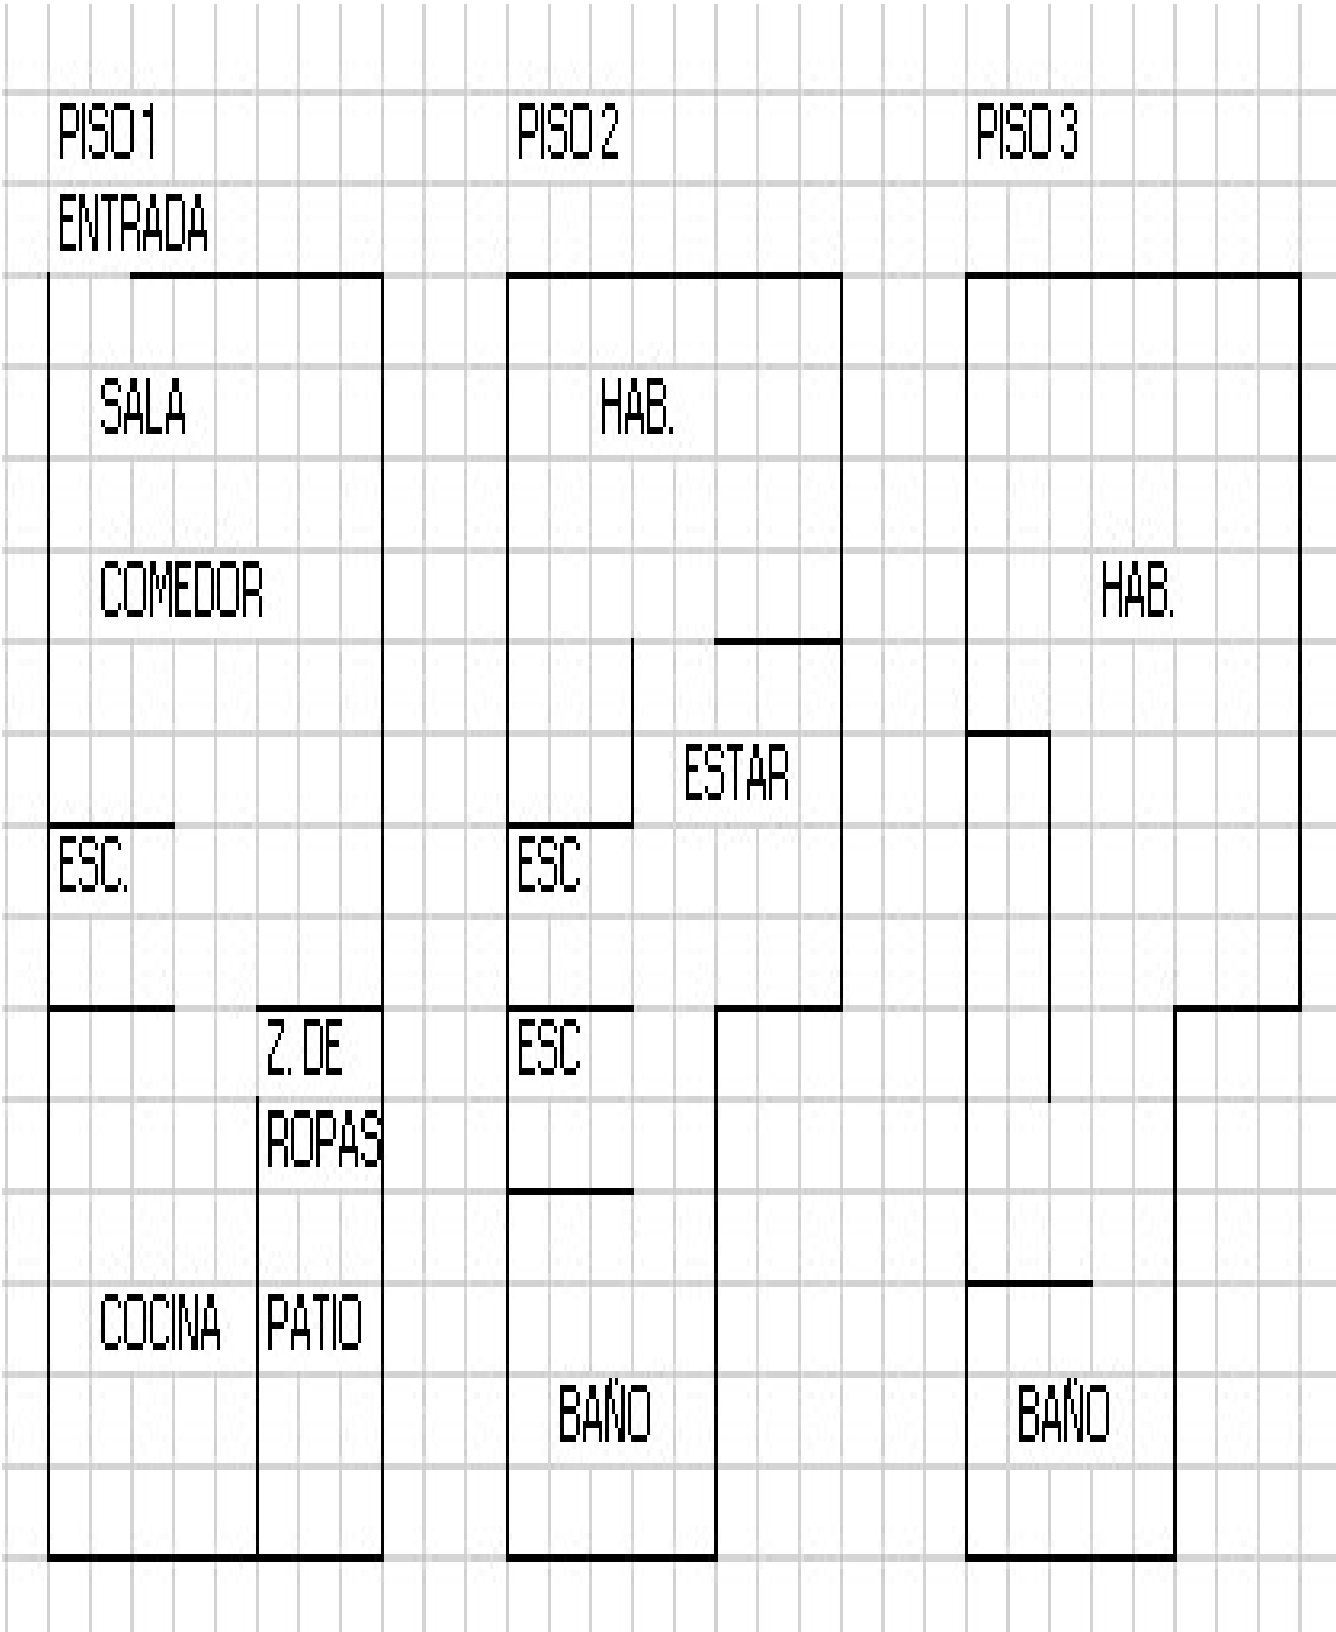 PISO 1
ENTRADA
SALA
COMEDOR
ESC.
Z. DE
ROPAS
COCINA
PATIO
PISO 2
HAB.
ESTAR
ESC
ESC
BAÑO
PISO 3
HAB.
BAÑO